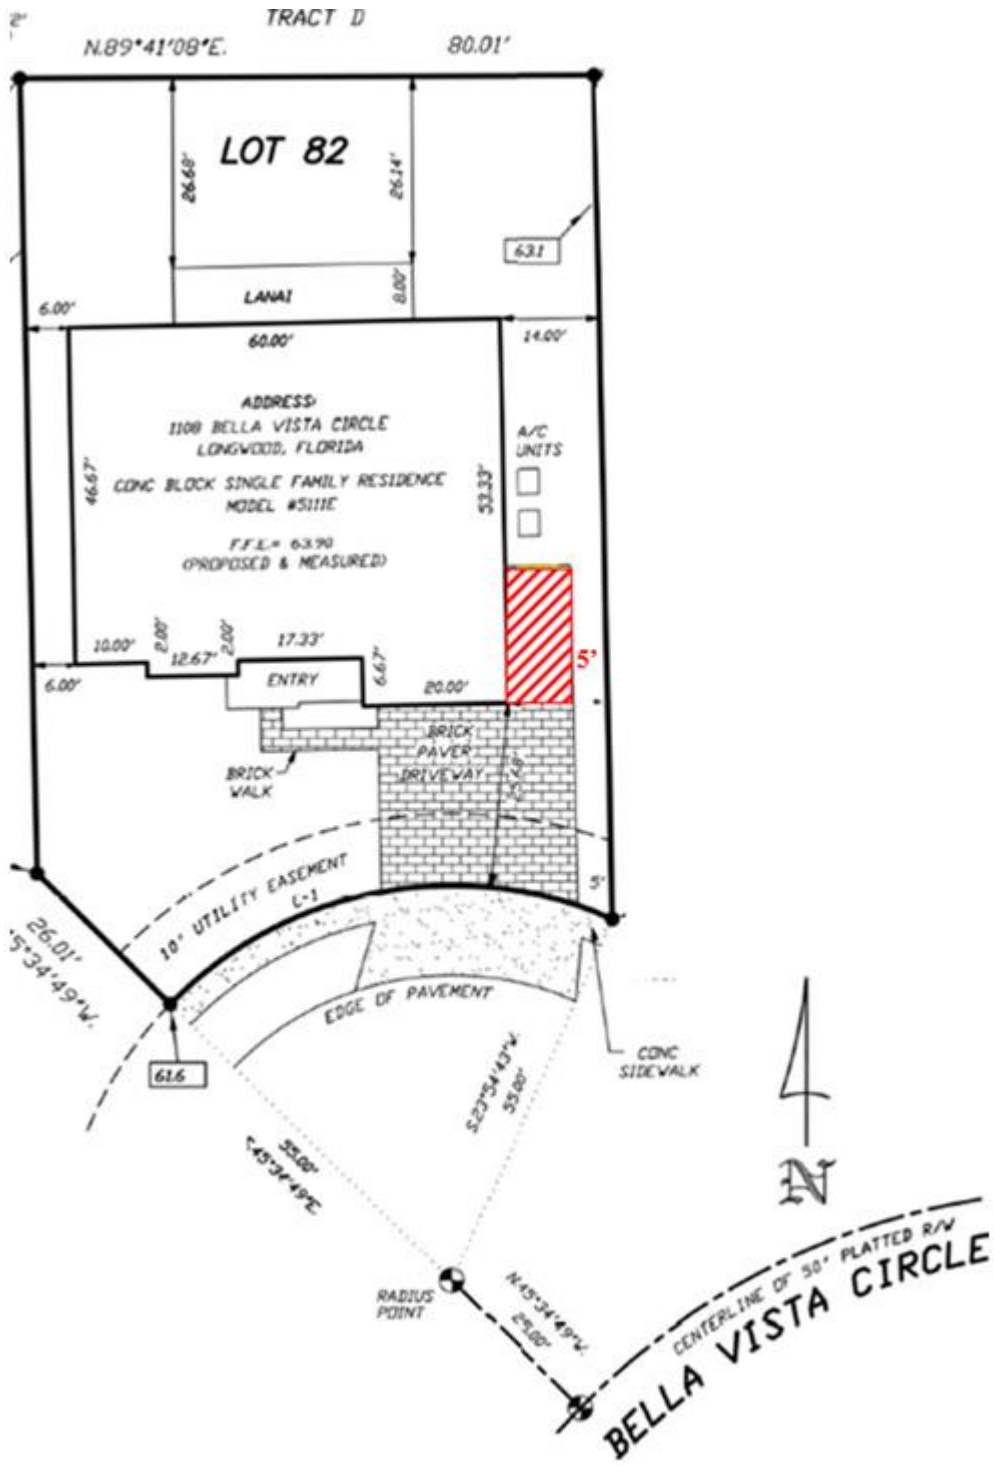 2'
TRACT D
N.89°41'08"E.
80.01'
LOT 82
26.68'
26.14'
63.1
LANAI
8.00'
6.00'
60.00'
14.00'
ADDRESS:
1108 BELLA VISTA CIRCLE
LONGWOOD, FLORIDA
A/C
UNITS
46.67'
53.33'
CONC BLOCK SINGLE FAMILY RESIDENCE
MODEL #5111E
F.F.E.= 63.90
(PROPOSED & MEASURED)
10.00'
2.00'
12.67'
2.00'
17.33'
6.67'
5'
6.00'
ENTRY
20.00'
BRICK
PAVER
DRIVEWAY
BRICK
WALK
10' UTILITY EASEMENT
C-1
5'
26.01'
5°34'49"W.
EDGE OF PAVEMENT
61.6
CONC
SIDEWALK
S.23°54'43"W.
55.00'
55.00'
S.45°34'49"E.
N
RADIUS
POINT
N.45°34'49"W.
25.00'
CENTERLINE OF 50' PLATTED R/W
BELLA VISTA CIRCLE